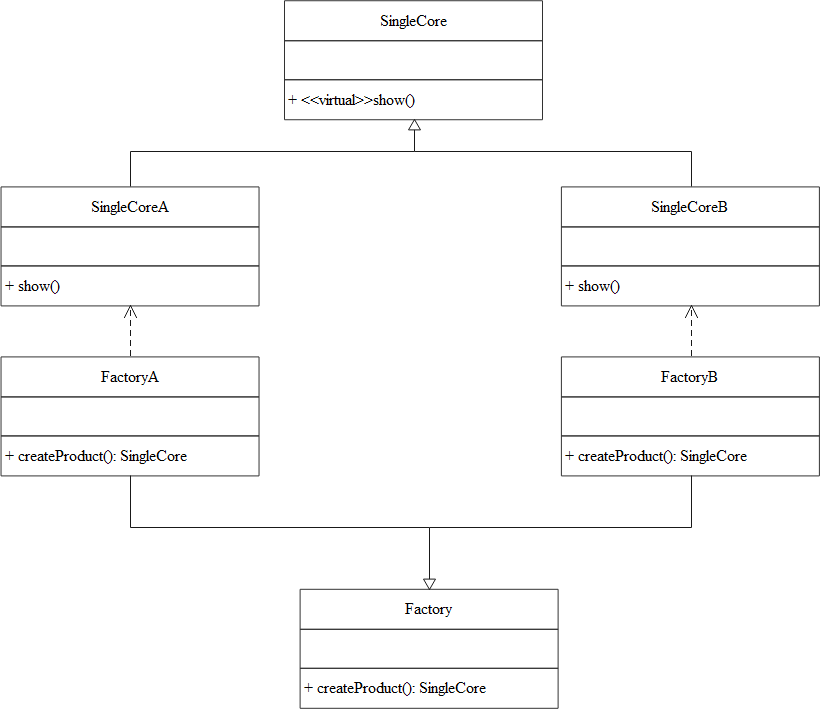 SingleCore
+ <<virtual>>show()
SingleCoreA
SingleCoreB
+ show()
+ show()
FactoryA
FactoryB
+ createProduct(): SingleCore
+ createProduct(): SingleCore
Factory
+ createProduct(): SingleCore